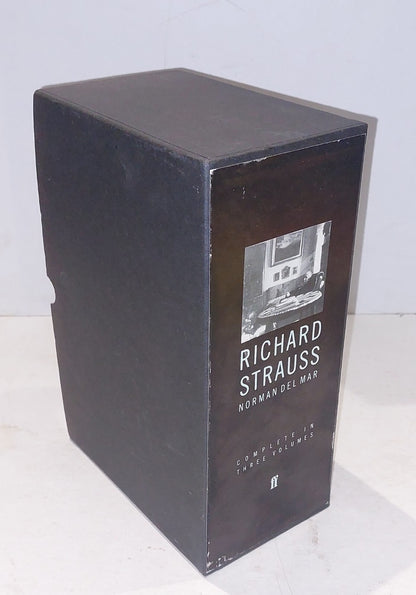 RICHARD
STRAUSS
NORMAN DEL MAR
COMPLETE IN
THREE VOLUMES
ff